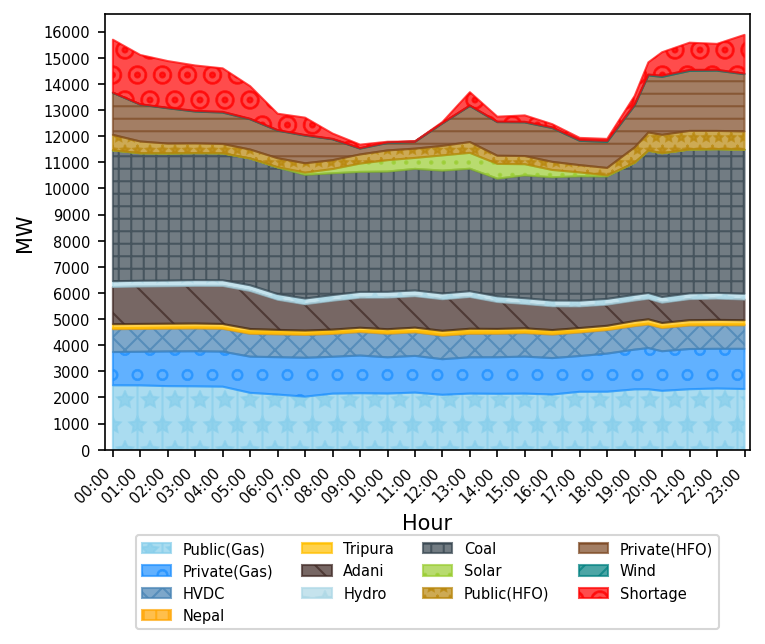 16000
15000
14000
13000
12000
11000
10000
9000
8000
7000
6000
5000
4000
3000
2000
1000
0
MW
00:00 01:00 02:00 03:00 04:00 05:00 06:00 07:00 08:00 09:00 10:00 11:00 12:00 13:00 14:00 15:00 16:00 17:00 18:00 19:00 20:00 21:00 22:00 23:00
Hour
Public(Gas) Tripura Coal Private(HFO)
Private(Gas) Adani Solar Wind
HVDC Hydro Public(HFO) Shortage
Nepal